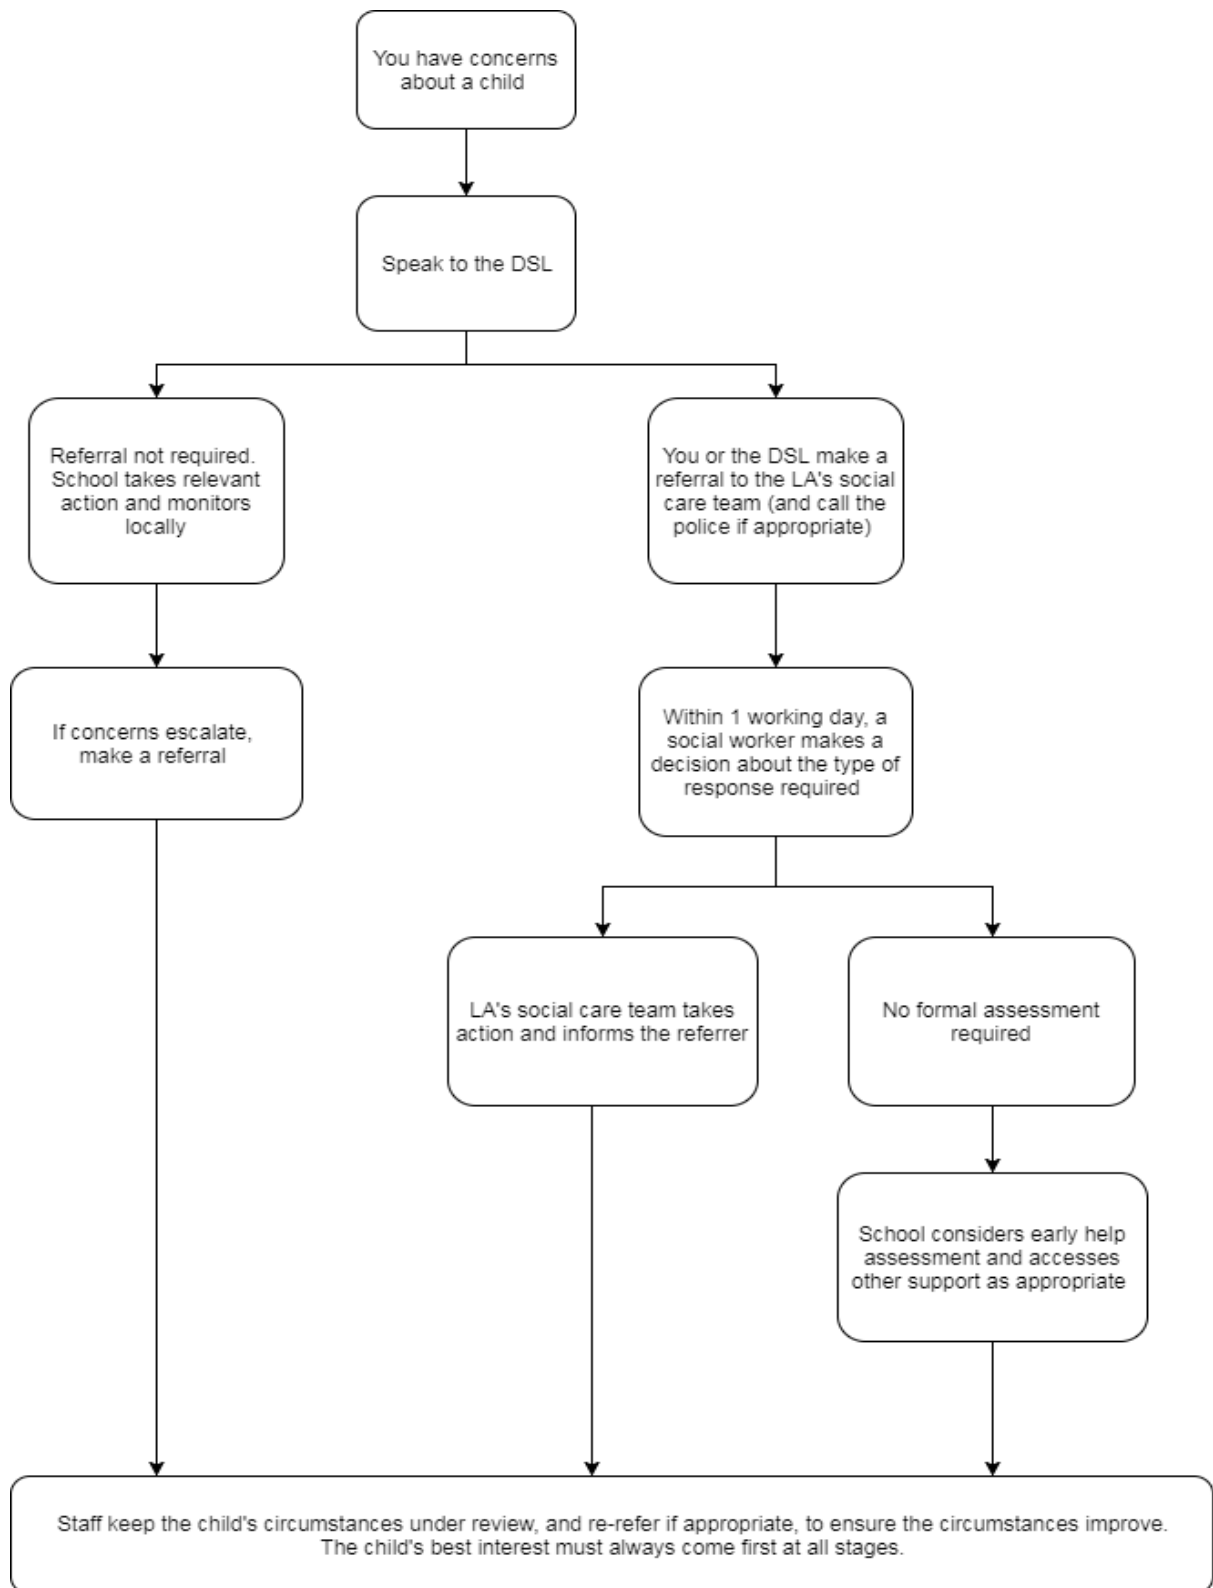 You have concerns
about a child
Speak to the DSL
Referral not required.
School takes relevant
action and monitors
locally
You or the DSL make a
referral to the LA's social
care team (and call the
police if appropriate)
If concerns escalate,
make a referral
Within 1 working day, a
social worker makes a
decision about the type of
response required
LA's social care team takes
action and informs the referrer
No formal assessment
required
School considers early help
assessment and accesses
other support as appropriate
Staff keep the child's circumstances under review, and re-refer if appropriate, to ensure the circumstances improve.
The child's best interest must always come first at all stages.